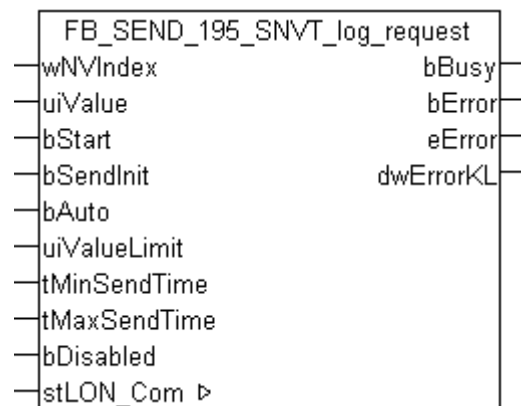 FB_SEND_195_SNVT_log_request
wNVIndex bBusy
uiValue bError
bStart eError
bSendInit dwErrorKL
bAuto
uiValueLimit
tMinSendTime
tMaxSendTime
bDisabled
stLON_Com ▷